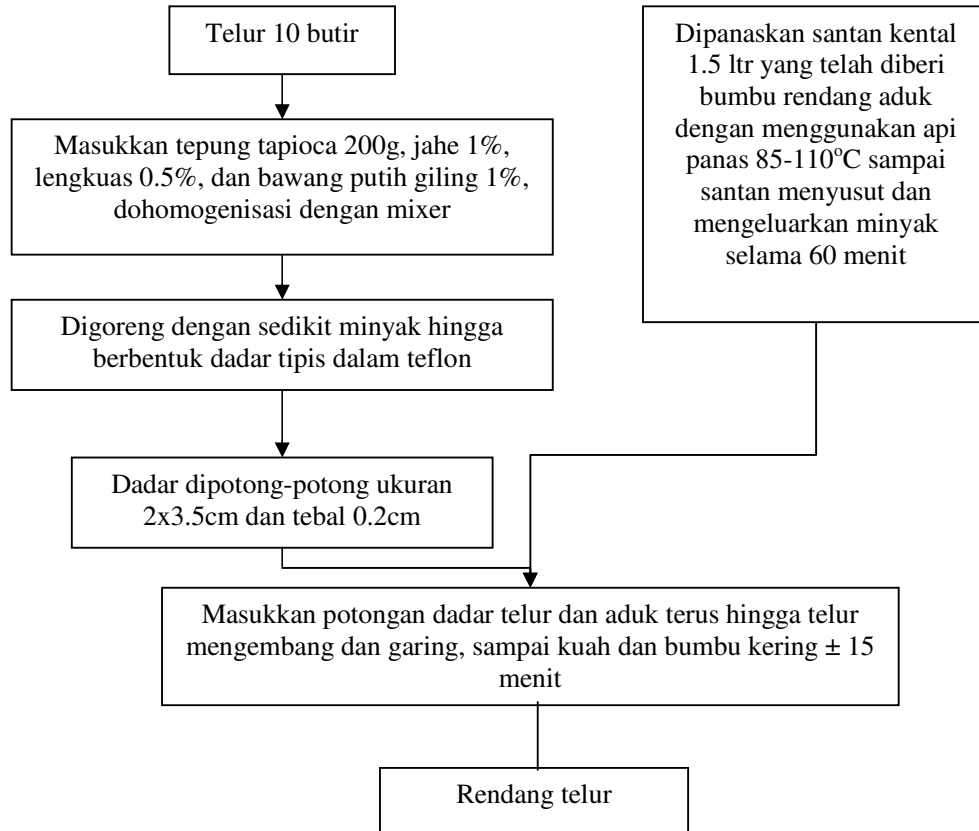 Telur 10 butir
Masukkan tepung tapioca 200g, jahe 1%,
lengkuas 0.5%, dan bawang putih giling 1%,
dohomogenisasi dengan mixer
Digoreng dengan sedikit minyak hingga
berbentuk dadar tipis dalam teflon
Dadar dipotong-potong ukuran
2x3.5cm dan tebal 0.2cm
Dipanaskan santan kental
1.5 ltr yang telah diberi
bumbu rendang aduk
dengan menggunakan api
panas 85-110°C sampai
santan menyusut dan
mengeluarkan minyak
selama 60 menit
Masukkan potongan dadar telur dan aduk terus hingga telur
mengembang dan garing, sampai kuah dan bumbu kering ± 15
menit
Rendang telur